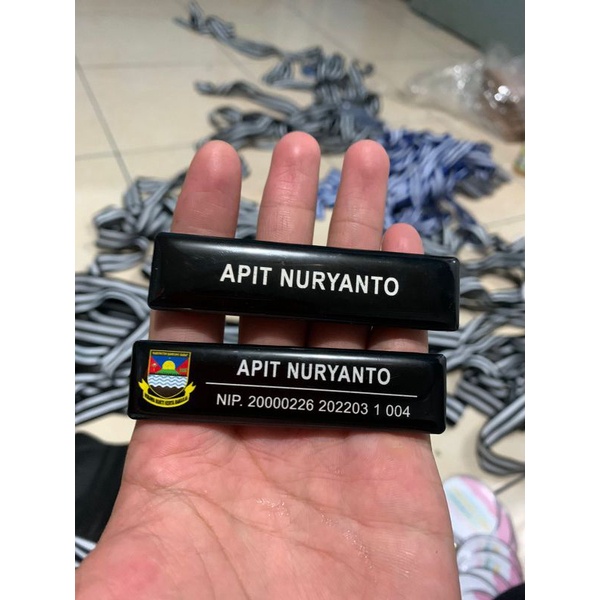 APIT NURYANTO
APIT NURYANTO
NIP. 20000226 202203 1 004